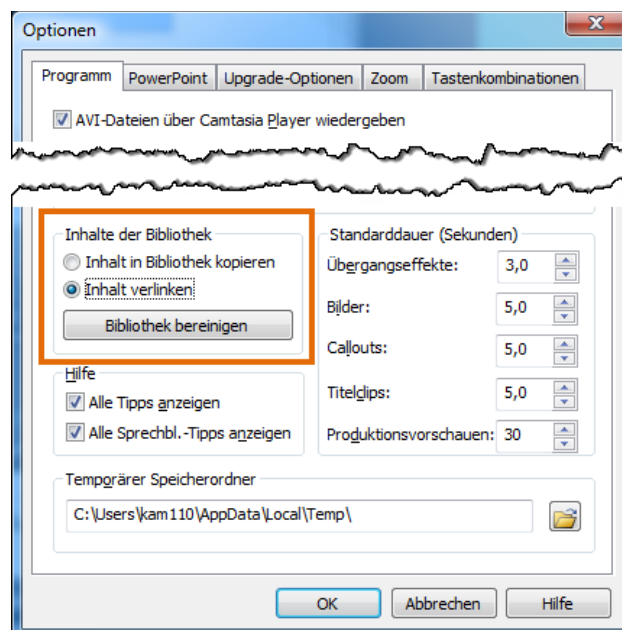 Optionen
Programm PowerPoint Upgrade-Optionen Zoom Tastenkombinationen
AVI-Dateien über Camtasia Player wiedergeben
Inhalte der Bibliothek
Inhalt in Bibliothek kopieren
Inhalt verlinken
Bibliothek bereinigen
Standarddauer (Sekunden)
Übergangseffekte: 3,0
Bilder: 5,0
Callouts: 5,0
Titelclips: 5,0
Produktionsvorschauen: 30
Hilfe
Alle Tipps anzeigen
Alle Sprechbl.-Tipps anzeigen
Temporärer Speicherordner
C:\Users\kam110\AppData\Local\Temp\
OK Abbrechen Hilfe